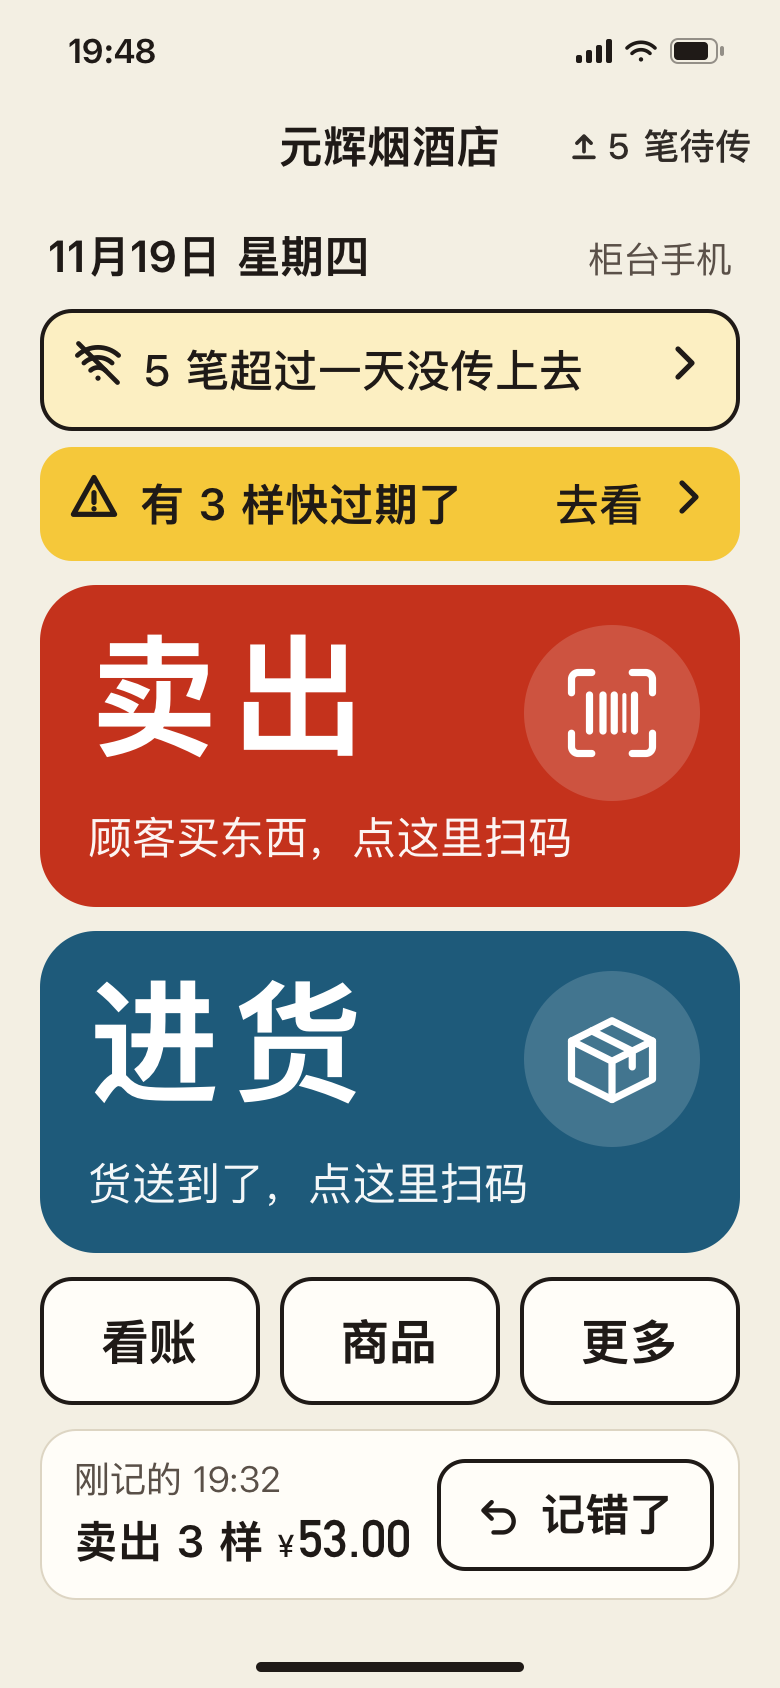 19:48
元辉烟酒店
5 笔待传
11月19日 星期四
柜台手机
5 笔超过一天没传上去
有 3 样快过期了
去看
卖出
顾客买东西，点这里扫码
进货
货送到了，点这里扫码
看账
商品
更多
刚记的 19:32
卖出 3 样 ¥53.00
记错了